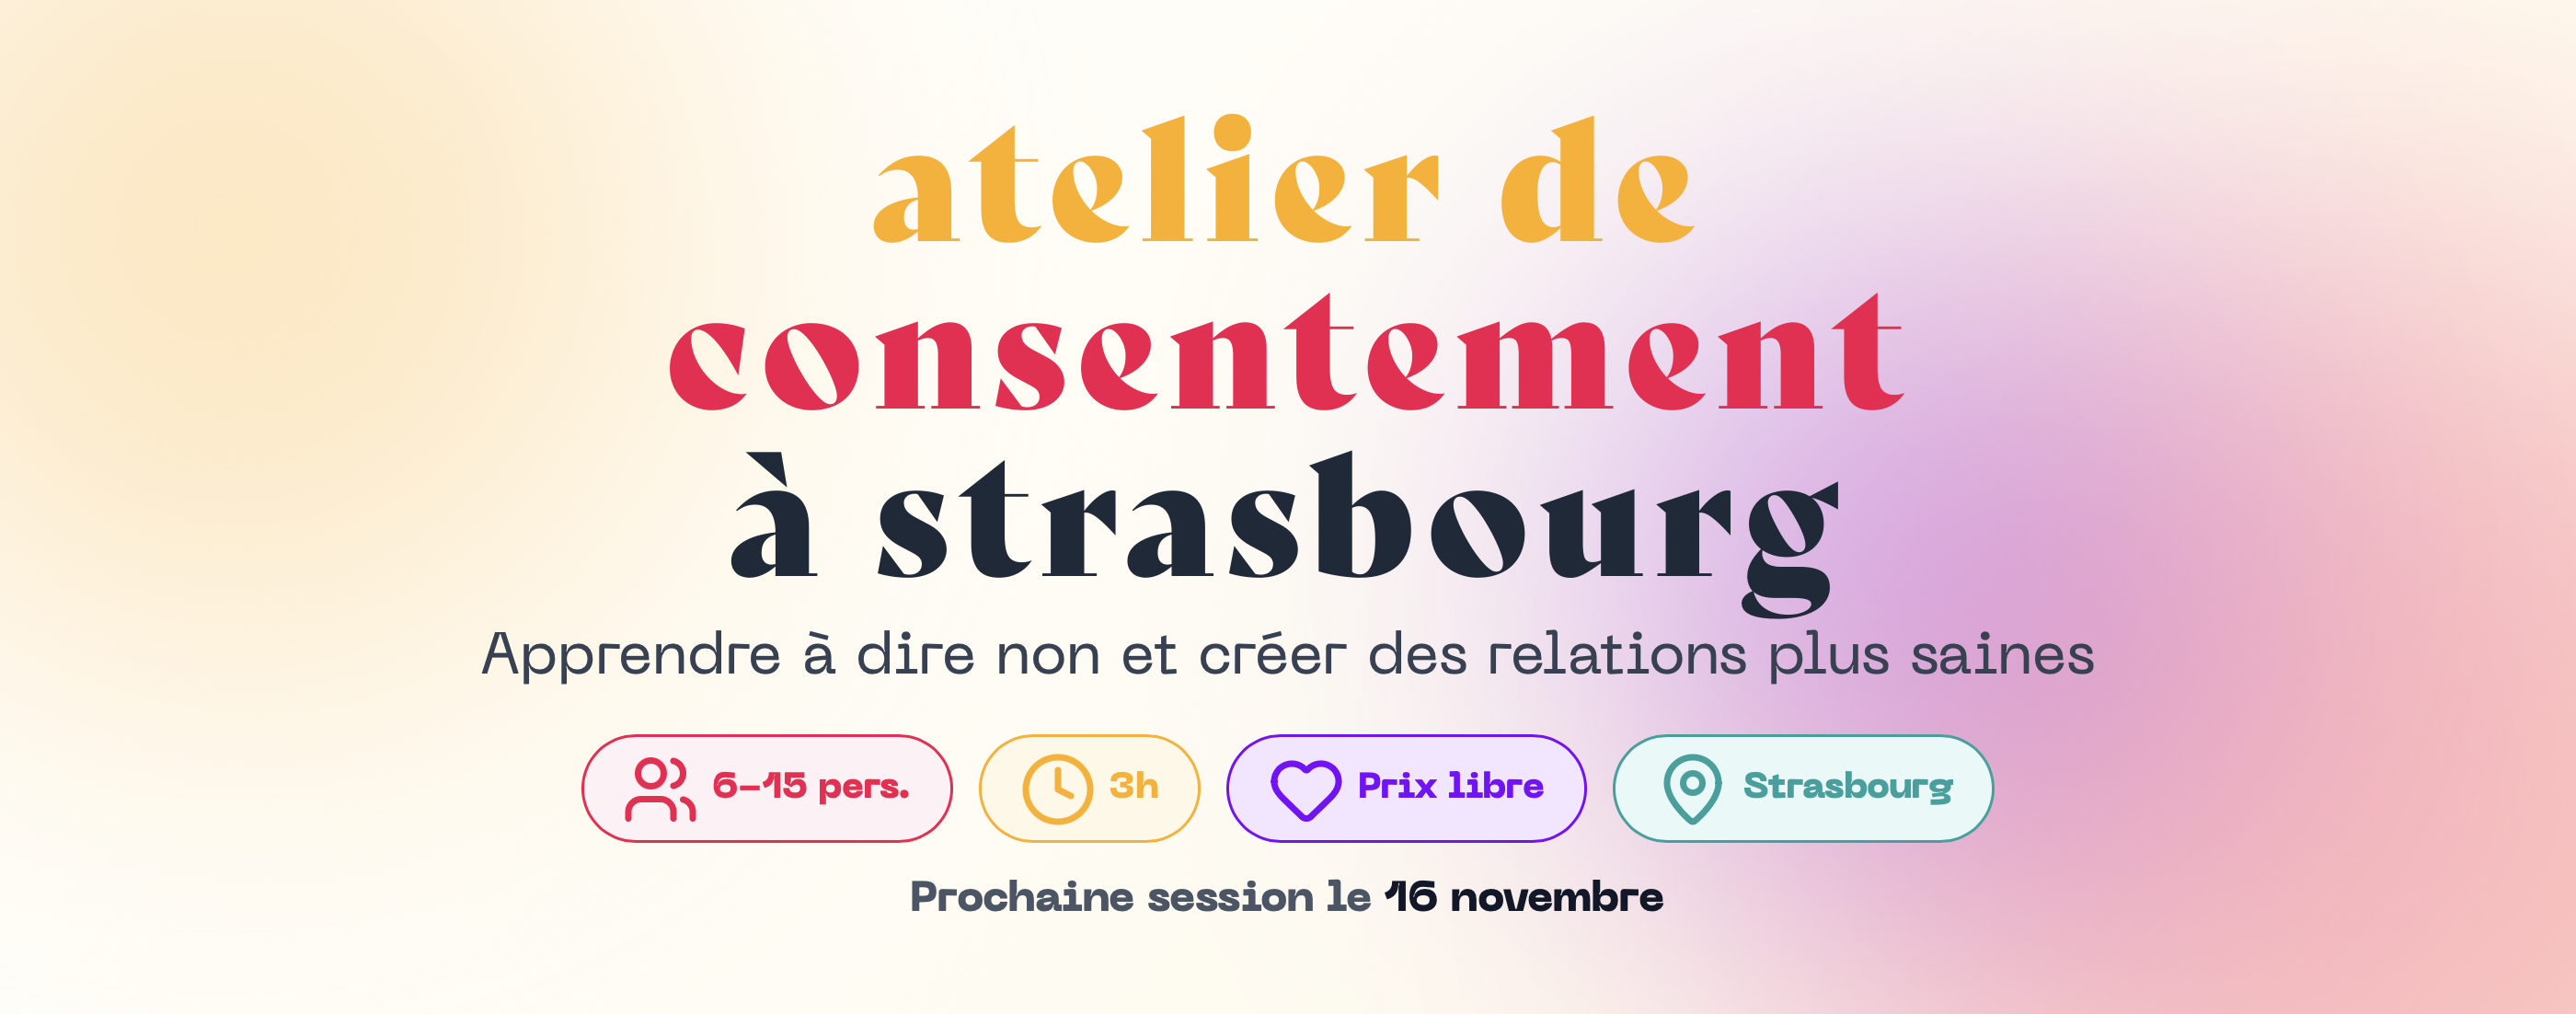 atelier de
consentement
à strasbourg
Apprendre à dire non et créer des relations plus saines
6–15 pers.
3h
Prix libre
Strasbourg
Prochaine session le 16 novembre